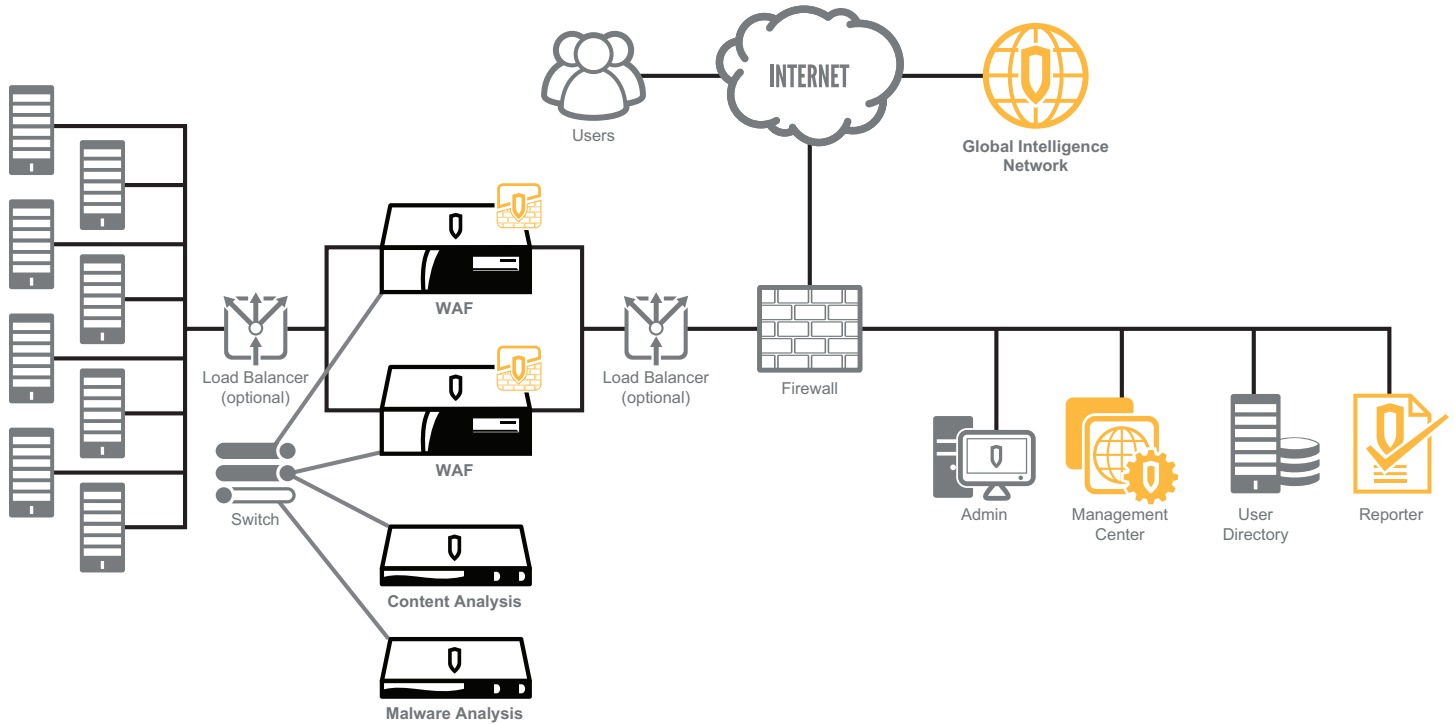 INTERNET
Users
Global Intelligence
Network
WAF
Load Balancer
(optional)
Load Balancer
(optional)
Firewall
WAF
Switch
Admin
Management
Center
User
Directory
Reporter
Content Analysis
Malware Analysis